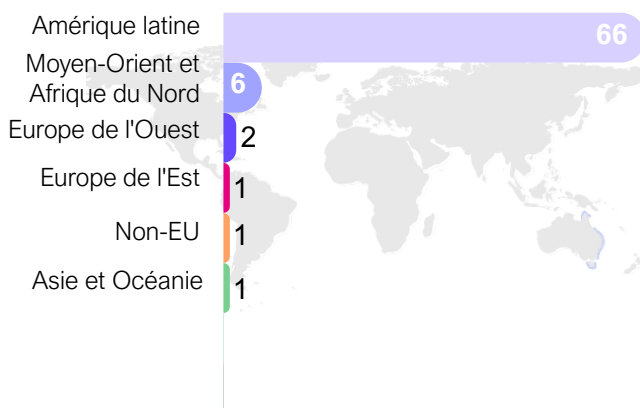 Amérique latine 66
Moyen-Orient et
Afrique du Nord 6
Europe de l'Ouest 2
Europe de l'Est 1
Non-EU 1
Asie et Océanie 1